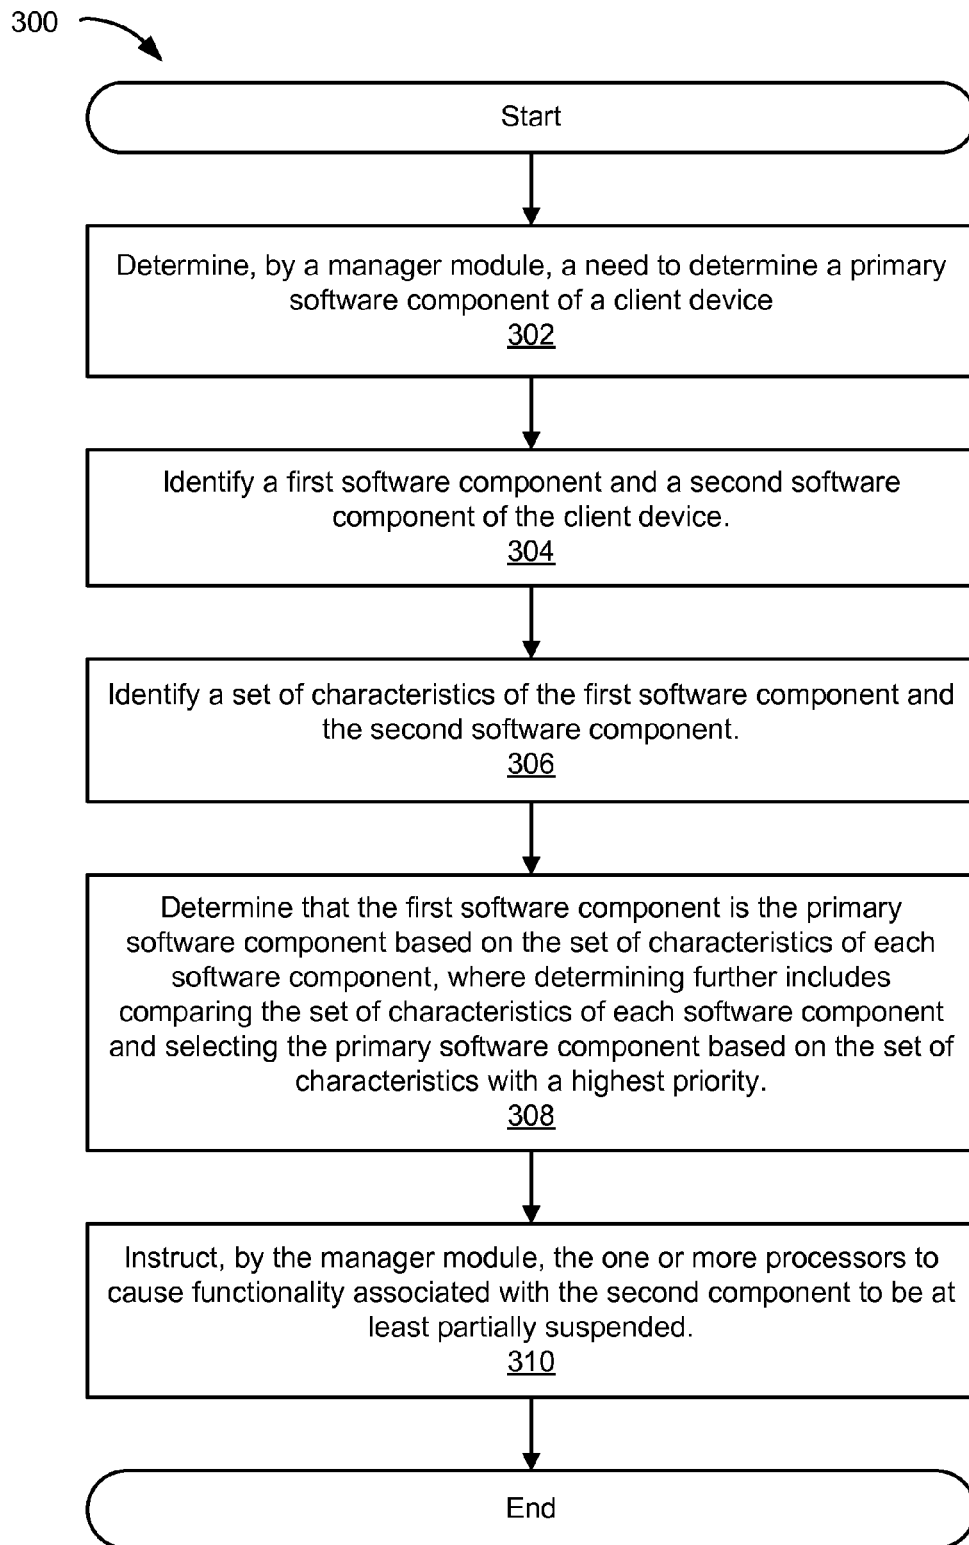 300
Start
Determine, by a manager module, a need to determine a primary
software component of a client device
302
Identify a first software component and a second software
component of the client device.
304
Identify a set of characteristics of the first software component and
the second software component.
306
Determine that the first software component is the primary
software component based on the set of characteristics of each
software component, where determining further includes
comparing the set of characteristics of each software component
and selecting the primary software component based on the set of
characteristics with a highest priority.
308
Instruct, by the manager module, the one or more processors to
cause functionality associated with the second component to be at
least partially suspended.
310
End